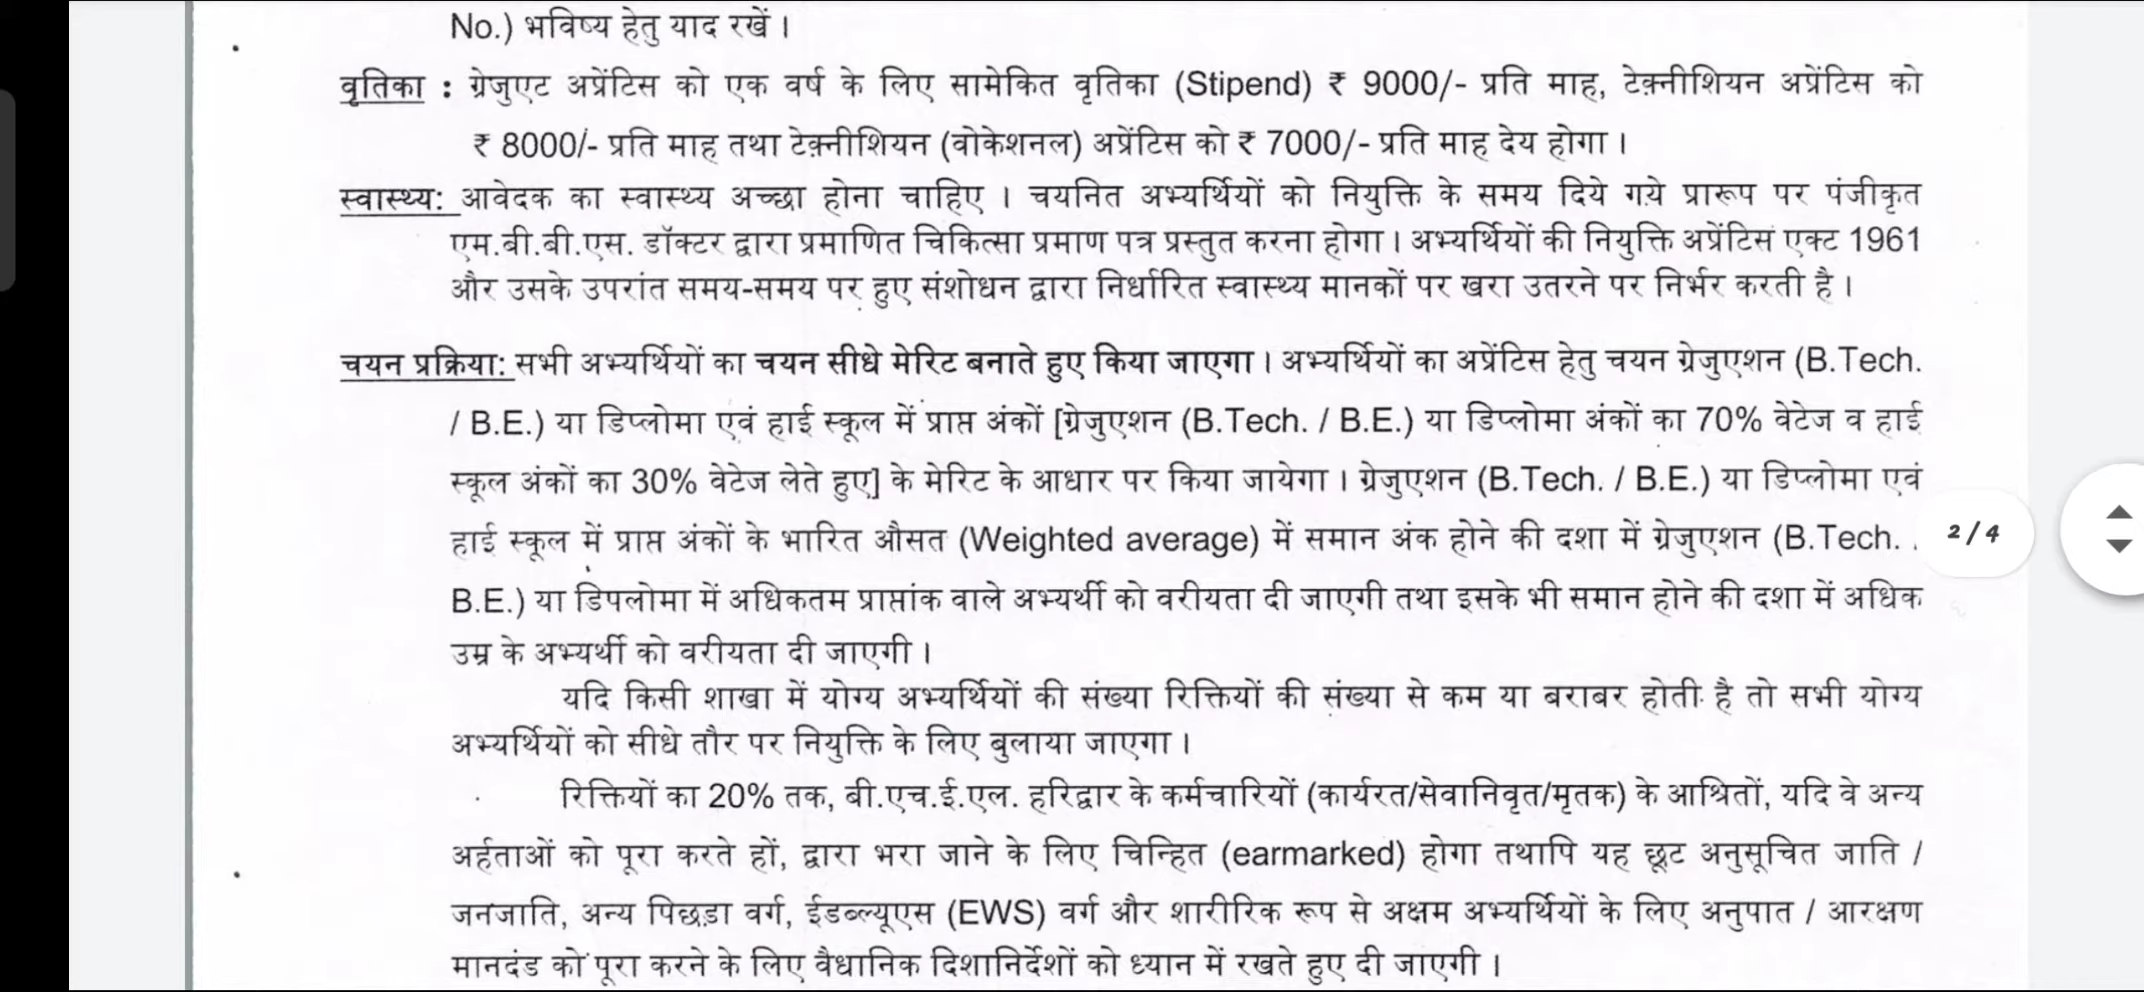 No.) भविष्य हेतु याद रखें ।
वृतिका : ग्रेजुएट अप्रेंटिस को एक वर्ष के लिए सामेकित वृतिका (Stipend) ₹ 9000/- प्रति माह, टेक़्नीशियन अप्रेंटिस को
₹ 8000/- प्रति माह तथा टेक़्नीशियन (वोकेशनल) अप्रेंटिस को ₹ 7000/- प्रति माह देय होगा ।
स्वास्थ्य: आवेदक का स्वास्थ्य अच्छा होना चाहिए । चयनित अभ्यर्थियों को नियुक्ति के समय दिये गये प्रारूप पर पंजीकृत
एम.बी.बी.एस. डॉक्टर द्वारा प्रमाणित चिकित्सा प्रमाण पत्र प्रस्तुत करना होगा । अभ्यर्थियों की नियुक्ति अप्रेंटिस एक्ट 1961
और उसके उपरांत समय-समय पर हुए संशोधन द्वारा निर्धारित स्वास्थ्य मानकों पर खरा उतरने पर निर्भर करती है ।
चयन प्रक्रिया: सभी अभ्यर्थियों का चयन सीधे मेरिट बनाते हुए किया जाएगा । अभ्यर्थियों का अप्रेंटिस हेतु चयन ग्रेजुएशन (B.Tech.
/ B.E.) या डिप्लोमा एवं हाई स्कूल में प्राप्त अंकों [ग्रेजुएशन (B.Tech. / B.E.) या डिप्लोमा अंकों का 70% वेटेज व हाई
स्कूल अंकों का 30% वेटेज लेते हुए] के मेरिट के आधार पर किया जायेगा । ग्रेजुएशन (B.Tech. / B.E.) या डिप्लोमा एवं
हाई स्कूल में प्राप्त अंकों के भारित औसत (Weighted average) में समान अंक होने की दशा में ग्रेजुएशन (B.Tech.
2/4
B.E.) या डिपलोमा में अधिकतम प्राप्तांक वाले अभ्यर्थी को वरीयता दी जाएगी तथा इसके भी समान होने की दशा में अधिक
उम्र के अभ्यर्थी को वरीयता दी जाएगी ।
यदि किसी शाखा में योग्य अभ्यर्थियों की संख्या रिक्तियों की संख्या से कम या बराबर होती है तो सभी योग्य
अभ्यर्थियों को सीधे तौर पर नियुक्ति के लिए बुलाया जाएगा ।
रिक्तियों का 20% तक, बी.एच.ई.एल. हरिद्वार के कर्मचारियों (कार्यरत/सेवानिवृत/मृतक) के आश्रितों, यदि वे अन्य
अर्हताओं को पूरा करते हों, द्वारा भरा जाने के लिए चिन्हित (earmarked) होगा तथापि यह छूट अनुसूचित जाति /
जनजाति, अन्य पिछड़ा वर्ग, ईडब्ल्यूएस (EWS) वर्ग और शारीरिक रूप से अक्षम अभ्यर्थियों के लिए अनुपात / आरक्षण
मानदंड को पूरा करने के लिए वैधानिक दिशानिर्देशों को ध्यान में रखते हुए दी जाएगी ।